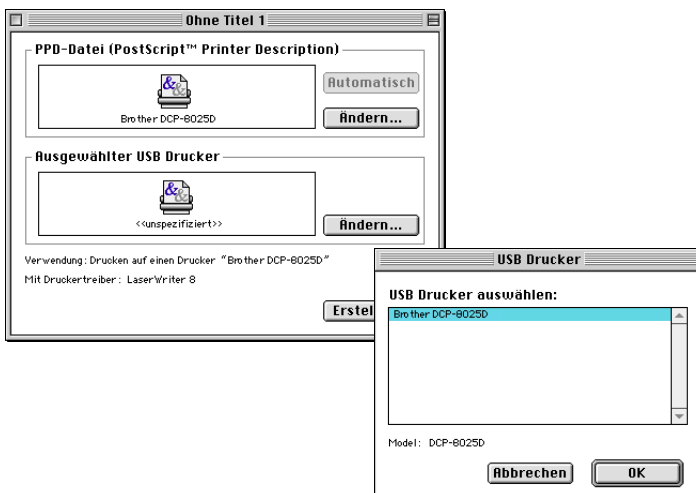 Ohne Titel 1
PPD-Datei (PostScript™ Printer Description)
Automatisch
Brother DCP-8025D
Ändern...
Ausgewählter USB Drucker
<<unspezifiziert>>
Ändern...
Verwendung: Drucken auf einen Drucker "Brother DCP-8025D"
Mit Druckertreiber: LaserWriter 8
Erstel
USB Drucker
USB Drucker auswählen:
Brother DCP-8025D
Model: DCP-8025D
Abbrechen
OK